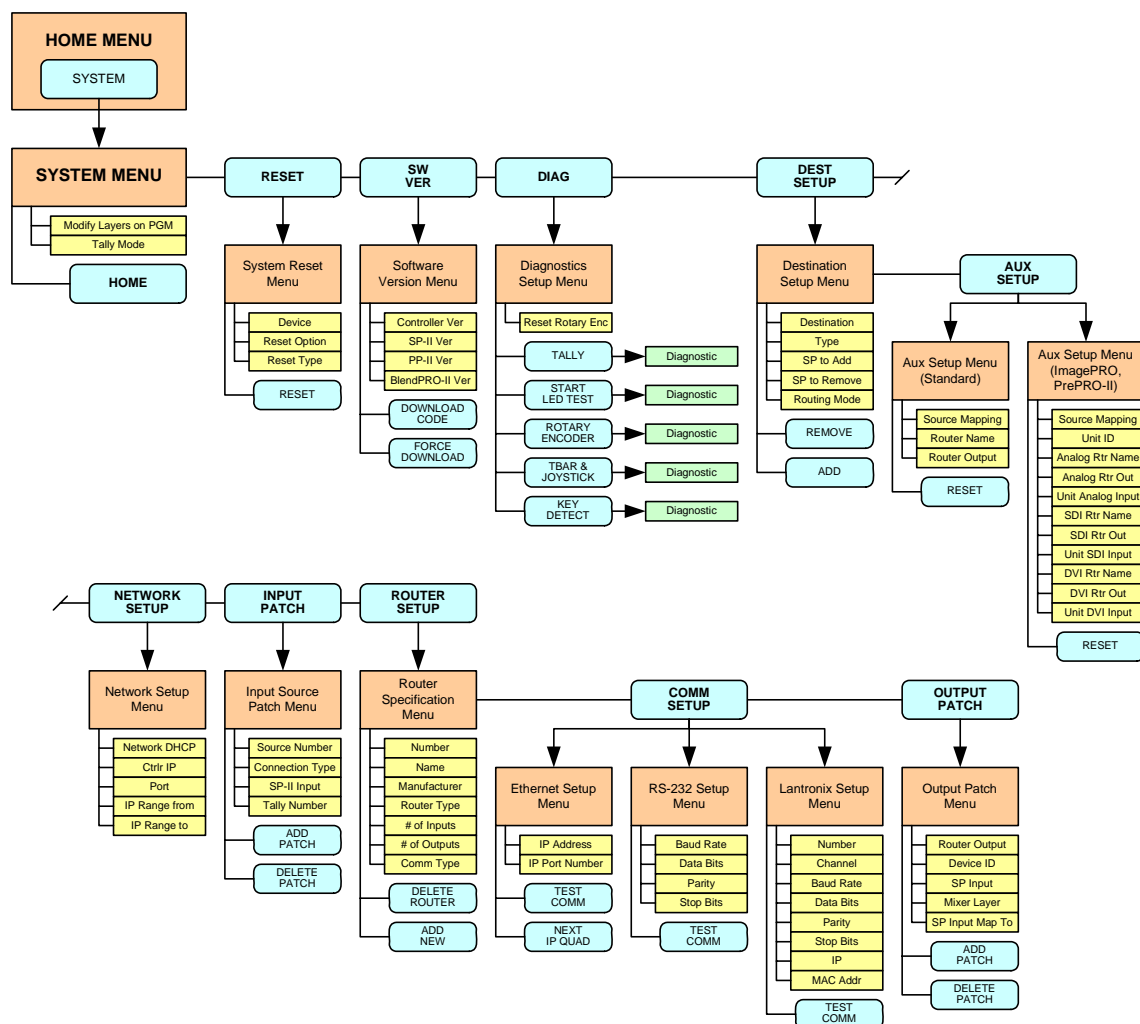 HOME MENU
SYSTEM
SYSTEM MENU
Modify Layers on PGM
Tally Mode
HOME
RESET
System Reset
Menu
Device
Reset Option
Reset Type
RESET
SW
VER
Software
Version Menu
Controller Ver
SP-II Ver
PP-II Ver
BlendPRO-II Ver
DOWNLOAD
CODE
FORCE
DOWNLOAD
DIAG
Diagnostics
Setup Menu
Reset Rotary Enc
TALLY
Diagnostic
START
LED TEST
Diagnostic
ROTARY
ENCODER
Diagnostic
TBAR &
JOYSTICK
Diagnostic
KEY
DETECT
Diagnostic
DEST
SETUP
Destination
Setup Menu
Destination
Type
SP to Add
SP to Remove
Routing Mode
REMOVE
ADD
AUX
SETUP
Aux Setup Menu
(Standard)
Source Mapping
Router Name
Router Output
RESET
Aux Setup Menu
(ImagePRO,
PrePRO-II)
Source Mapping
Unit ID
Analog Rtr Name
Analog Rtr Out
Unit Analog Input
SDI Rtr Name
SDI Rtr Out
Unit SDI Input
DVI Rtr Name
DVI Rtr Out
Unit DVI Input
RESET
NETWORK
SETUP
Network Setup
Menu
Network DHCP
Ctrlr IP
Port
IP Range from
IP Range to
INPUT
PATCH
Input Source
Patch Menu
Source Number
Connection Type
SP-II Input
Tally Number
ADD
PATCH
DELETE
PATCH
ROUTER
SETUP
Router
Specification
Menu
Number
Name
Manufacturer
Router Type
# of Inputs
# of Outputs
Comm Type
DELETE
ROUTER
ADD
NEW
COMM
SETUP
Ethernet Setup
Menu
IP Address
IP Port Number
TEST
COMM
NEXT
IP QUAD
RS-232 Setup
Menu
Baud Rate
Data Bits
Parity
Stop Bits
TEST
COMM
Lantronix Setup
Menu
Number
Channel
Baud Rate
Data Bits
Parity
Stop Bits
IP
MAC Addr
TEST
COMM
OUTPUT
PATCH
Output Patch
Menu
Router Output
Device ID
SP Input
Mixer Layer
SP Input Map To
ADD
PATCH
DELETE
PATCH